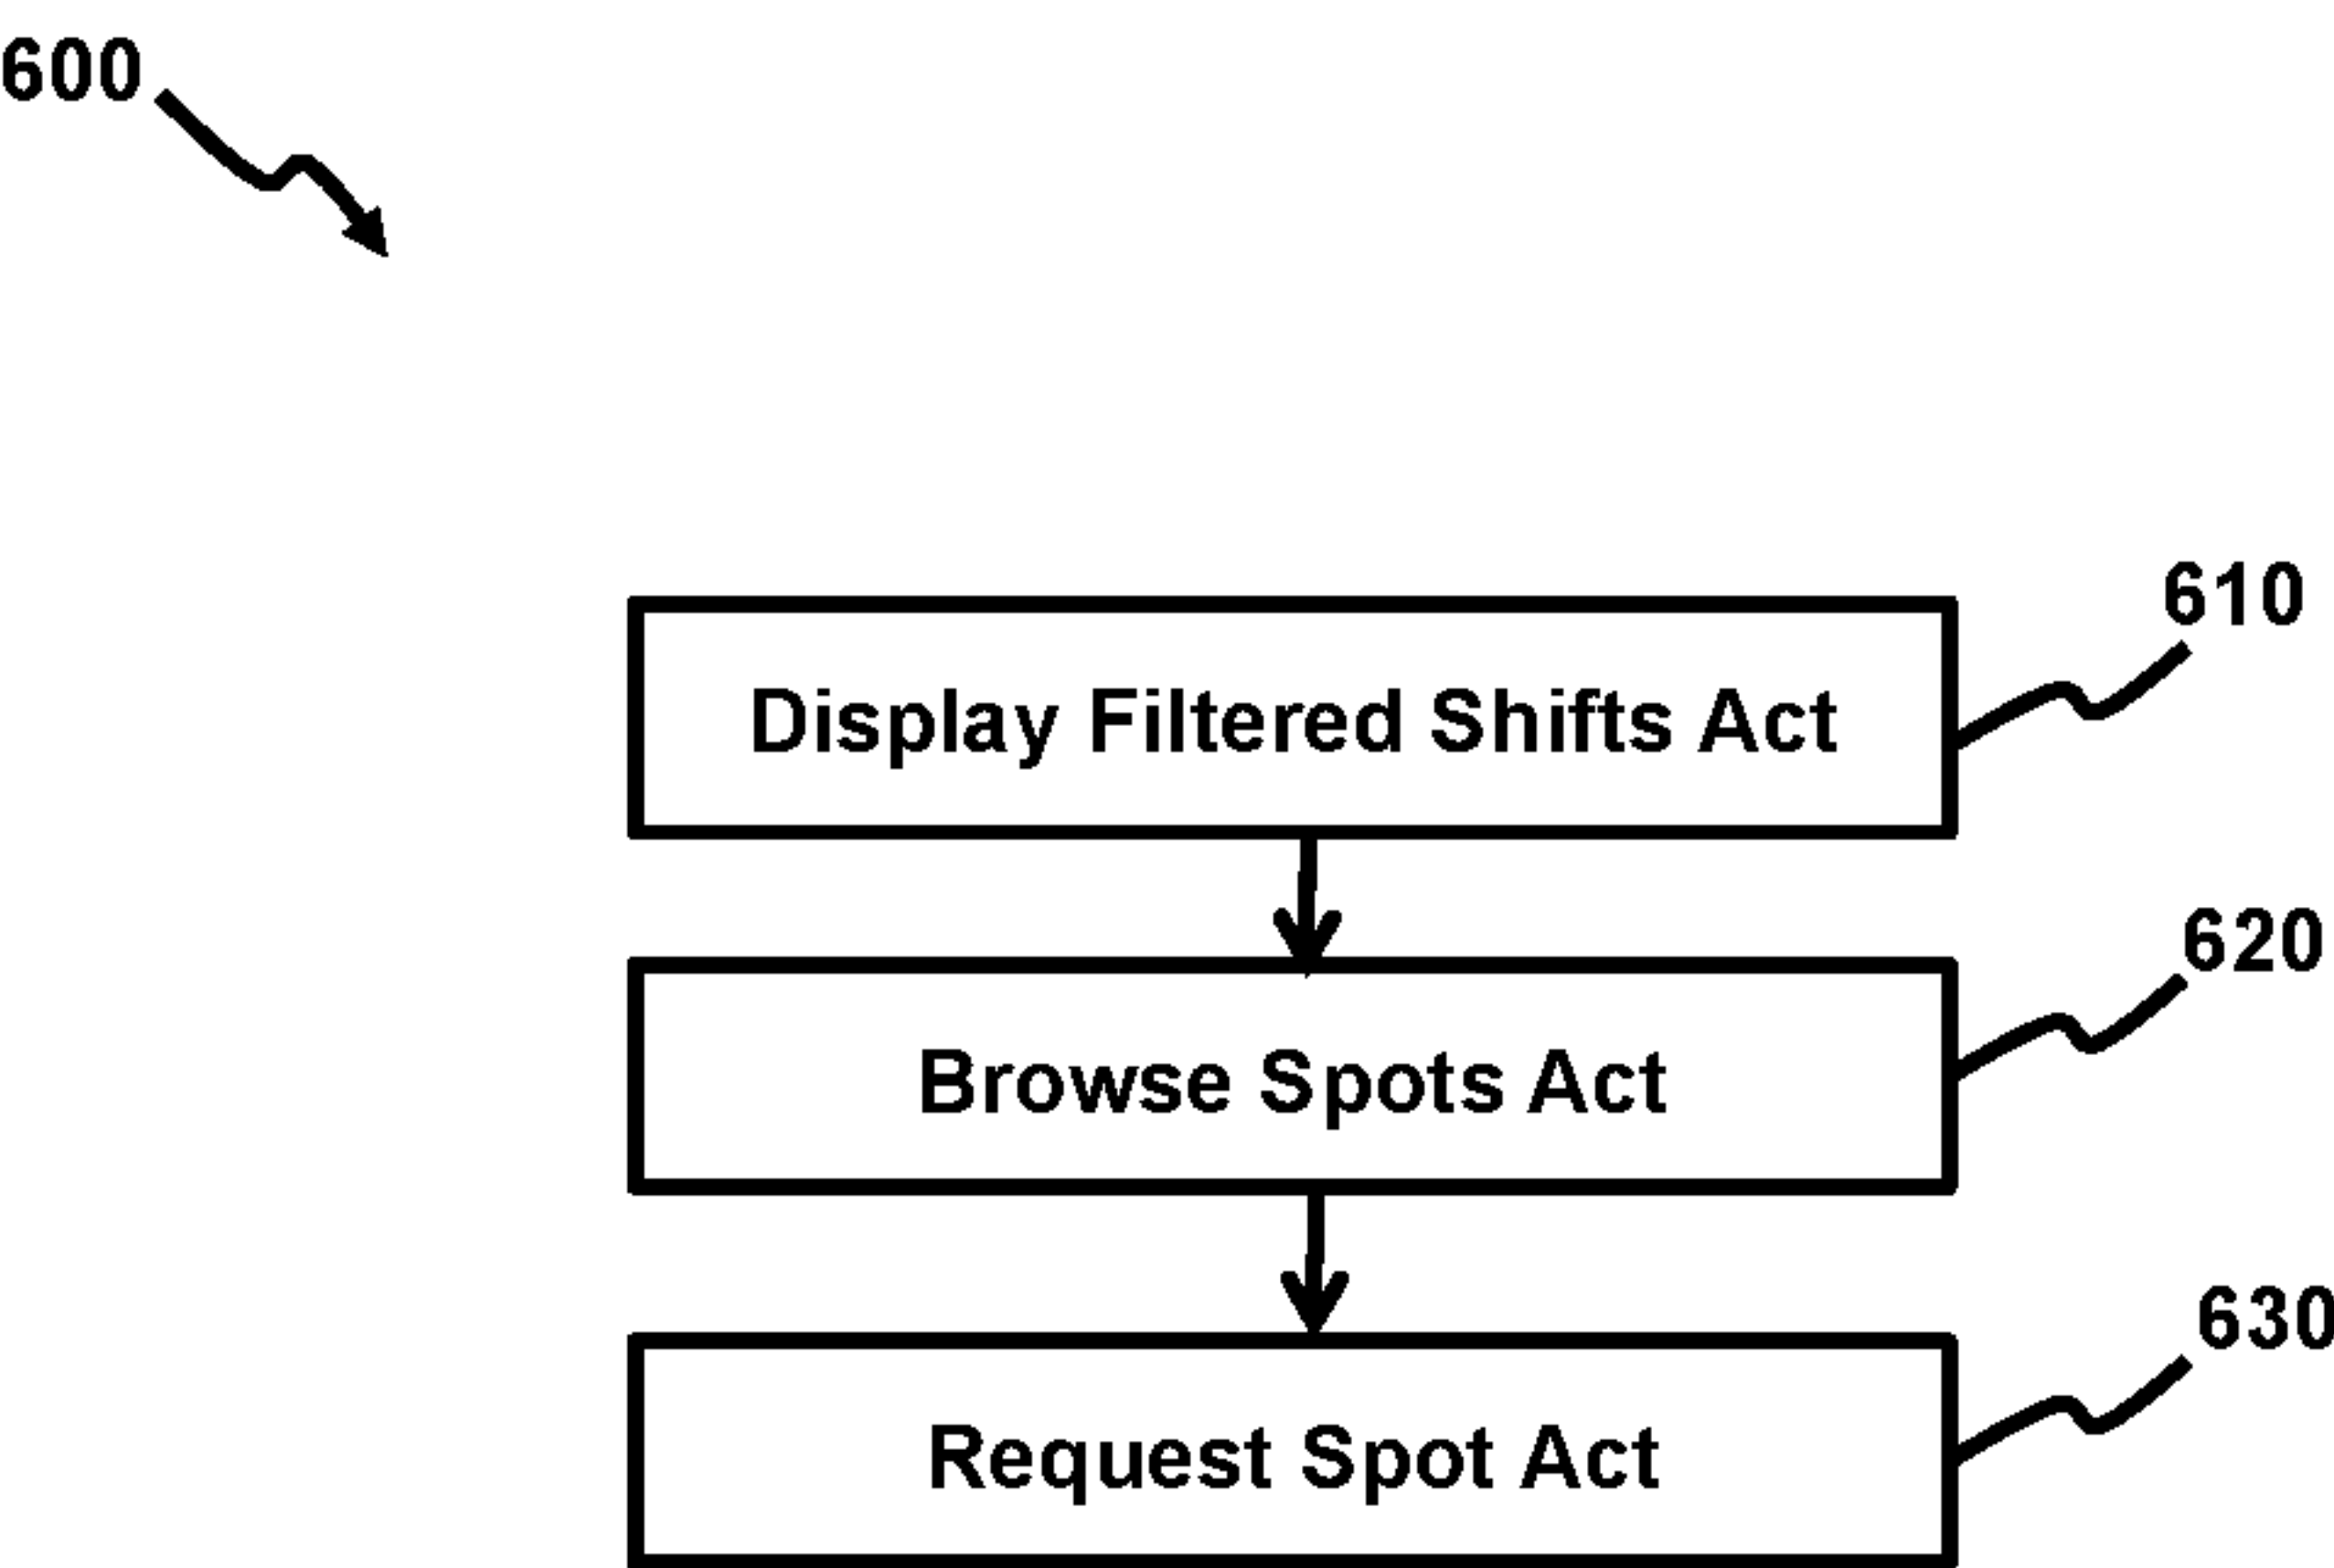 600
610
Display Filtered Shifts Act
620
Browse Spots Act
630
Request Spot Act